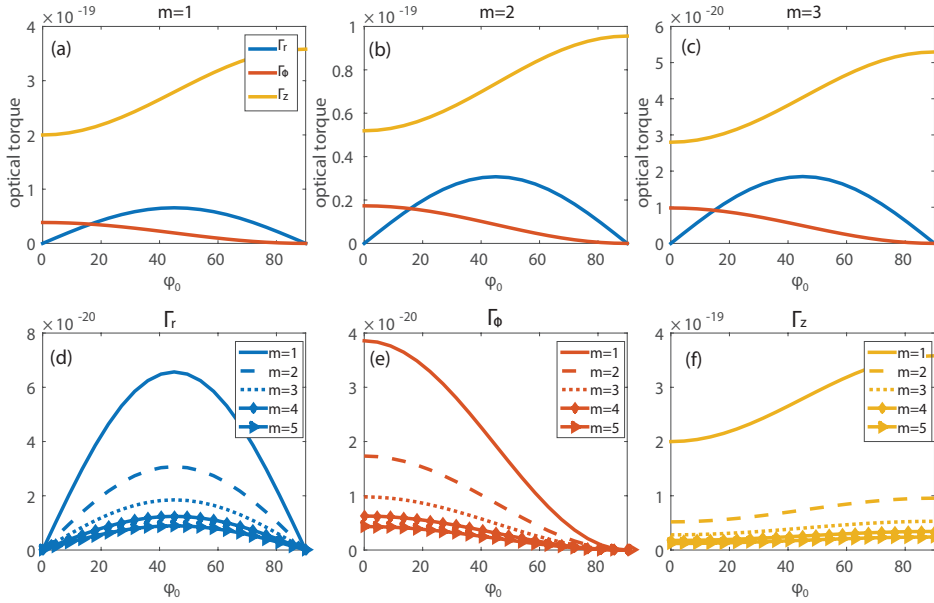 m=1
m=2
m=3
× 10⁻¹⁹
× 10⁻¹⁹
× 10⁻²⁰
(a)
(b)
(c)
Γr
Γϕ
Γz
optical torque
optical torque
optical torque
4
3
2
1
0
1
0.8
0.6
0.4
0.2
0
6
5
4
3
2
1
0
0 20 40 60 80
0 20 40 60 80
0 20 40 60 80
φ₀
φ₀
φ₀
Γr
Γϕ
Γz
× 10⁻²⁰
× 10⁻²⁰
× 10⁻¹⁹
(d)
(e)
(f)
m=1
m=2
m=3
m=4
m=5
m=1
m=2
m=3
m=4
m=5
m=1
m=2
m=3
m=4
m=5
8
6
4
2
0
4
3
2
1
0
4
3
2
1
0
0 20 40 60 80
0 20 40 60 80
0 20 40 60 80
φ₀
φ₀
φ₀